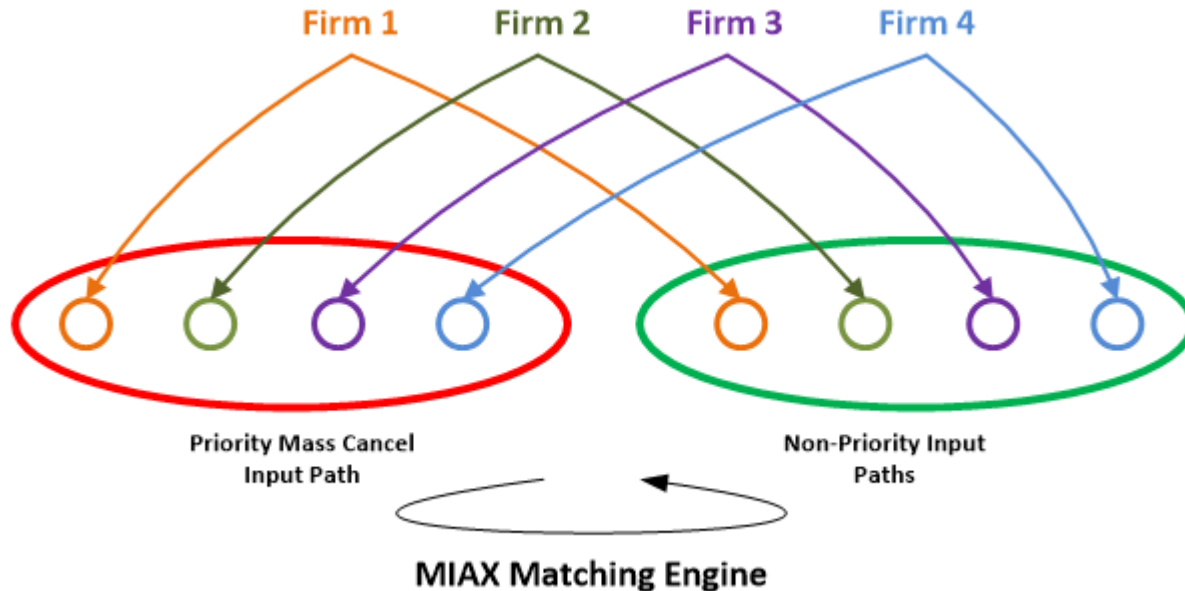 Firm 1 Firm 2 Firm 3 Firm 4
Priority Mass Cancel
Input Path
Non-Priority Input
Paths
MIAX Matching Engine